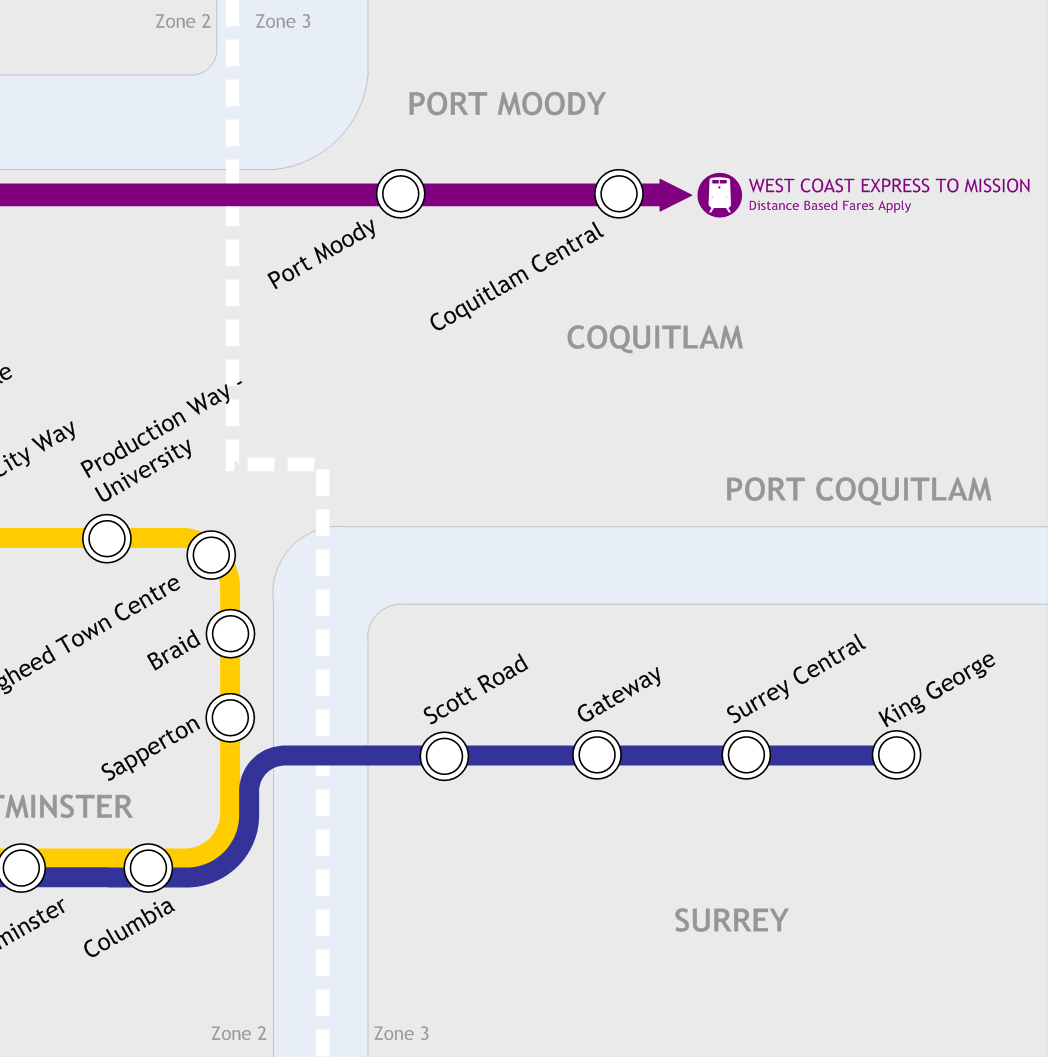 Zone 2
Zone 3
PORT MOODY
WEST COAST EXPRESS TO MISSION
Distance Based Fares Apply
Port Moody
Coquitlam Central
COQUITLAM
City Way
Production Way -
University
PORT COQUITLAM
gheed Town Centre
Braid
Scott Road
Gateway
Surrey Central
King George
Sapperton
TMINSTER
minster
Columbia
SURREY
Zone 2
Zone 3